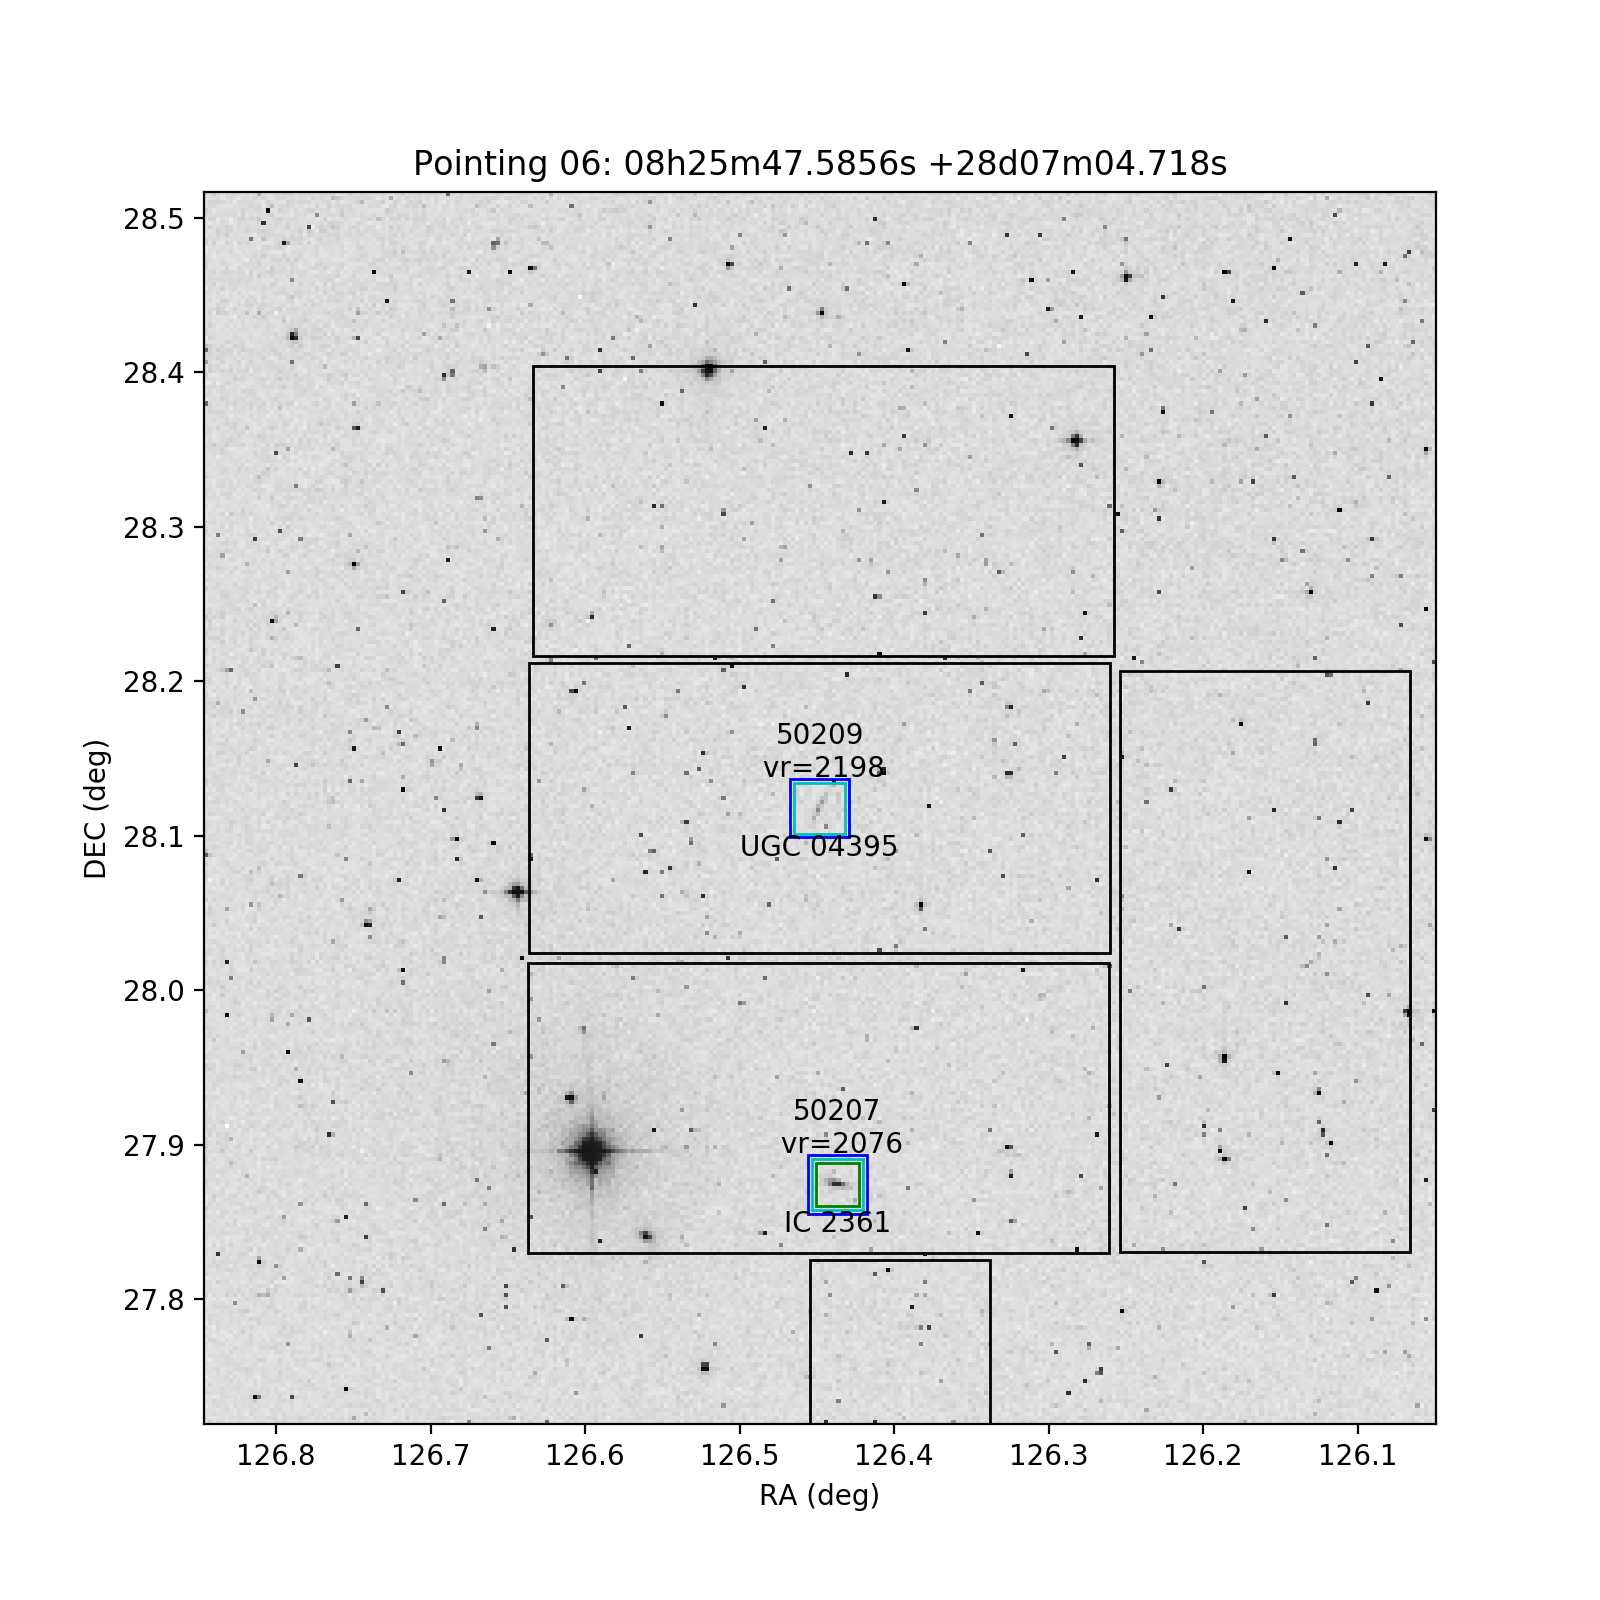 Pointing 06: 08h25m47.5856s +28d07m04.718s
28.5
28.4
28.3
28.2
28.1
28.0
27.9
27.8
DEC (deg)
50209
vr=2198
UGC 04395
50207
vr=2076
IC 2361
126.8 126.7 126.6 126.5 126.4 126.3 126.2 126.1
RA (deg)